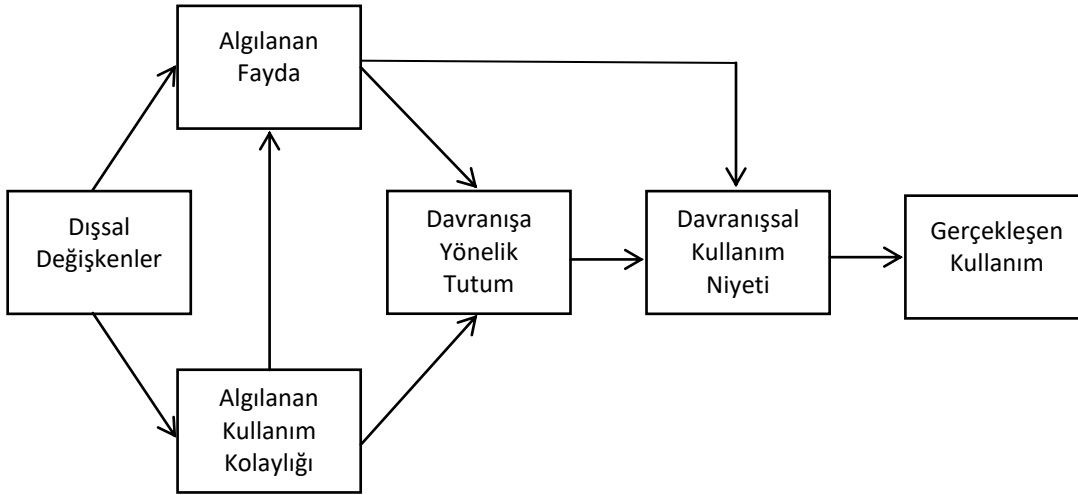 Algılanan
Fayda
Dışsal
Değişkenler
Davranışa
Yönelik
Tutum
Davranışsal
Kullanım
Niyeti
Gerçekleşen
Kullanım
Algılanan
Kullanım
Kolaylığı